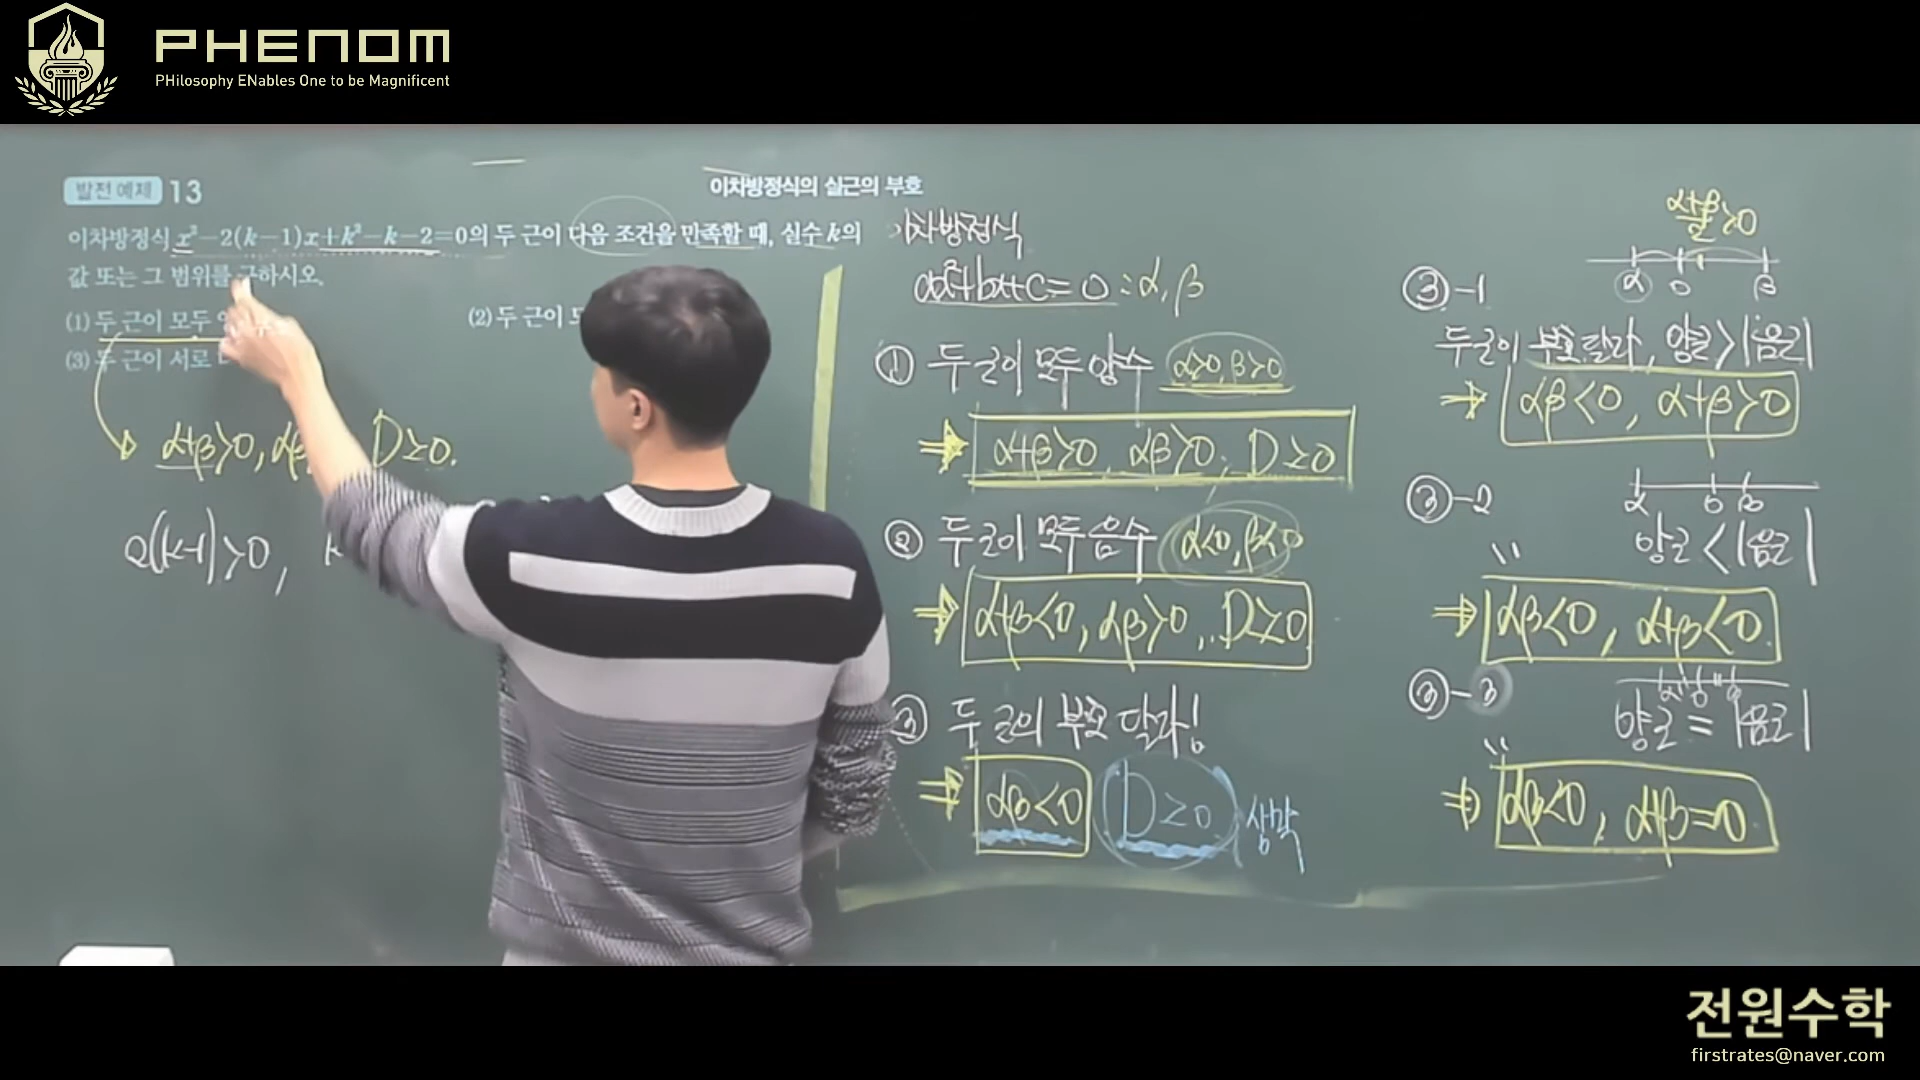 PHENOM
PHilosophy ENables One to be Magnificent
발전 예제 13
이차방정식의 실근의 부호
이차방정식 x²-2(k-1)x+k²-k-2=0의 두 근이 다음 조건을 만족할 때, 실수 k의
값 또는 그 범위를 구하시오.
(1) 두 근이 모두
(2) 두 근이
(3) 두 근이 서로
α+β>0, αβ D≥0.
2(k-1)>0, k
이차방정식
ax²+bx+c=0 : α, β
① 두 근이 모두 양수 α>0, β>0
⇒ α+β>0, αβ>0, D≥0
② 두 근이 모두 음수 α<0, β<0
⇒ α+β<0, αβ>0, D≥0
③ 두 근의 부호 달라!
⇒ αβ<0 D≥0
α+β/2>0
③-1
α 0 β
두근이 부호 달라, 양근>|음근|
⇒ αβ<0, α+β>0
③-2
α 0 β
〃 양근<|음근|
⇒ αβ<0, α+β<0
③-3
α 0 β
〃 양근=|음근|
⇒ αβ<0, α+β=0
전원수학
firstrates@naver.com